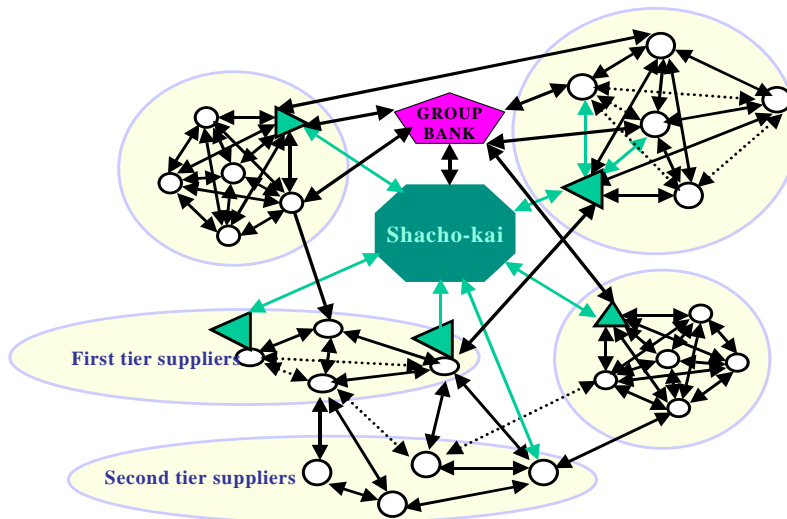 GROUP
BANK
Shacho-kai
First tier suppliers
Second tier suppliers